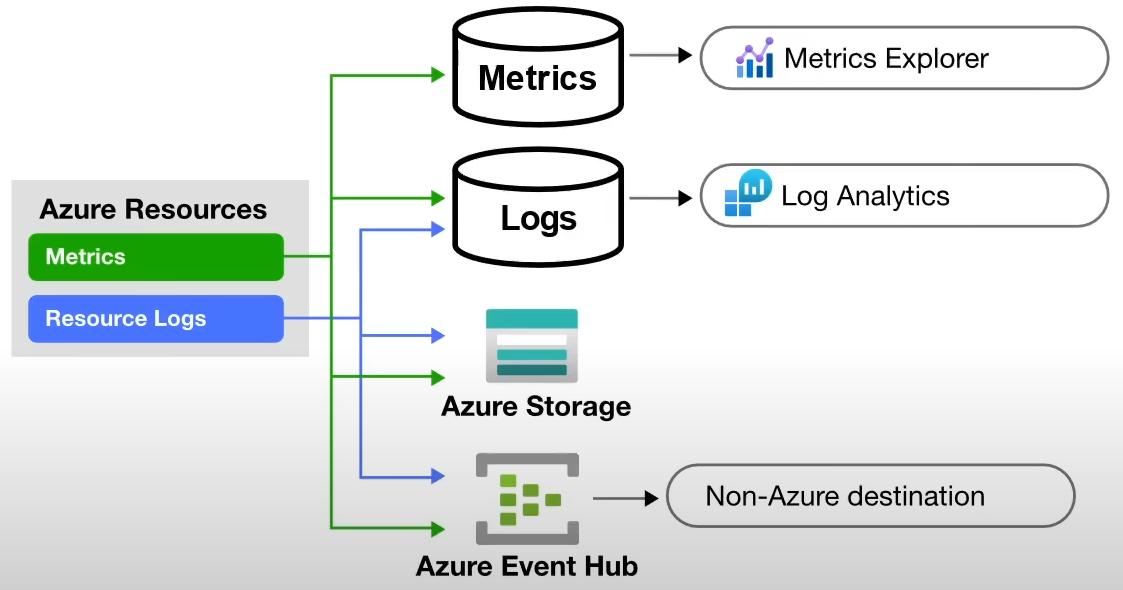 Metrics
Metrics Explorer
Logs
Log Analytics
Azure Resources
Metrics
Resource Logs
Azure Storage
Non-Azure destination
Azure Event Hub